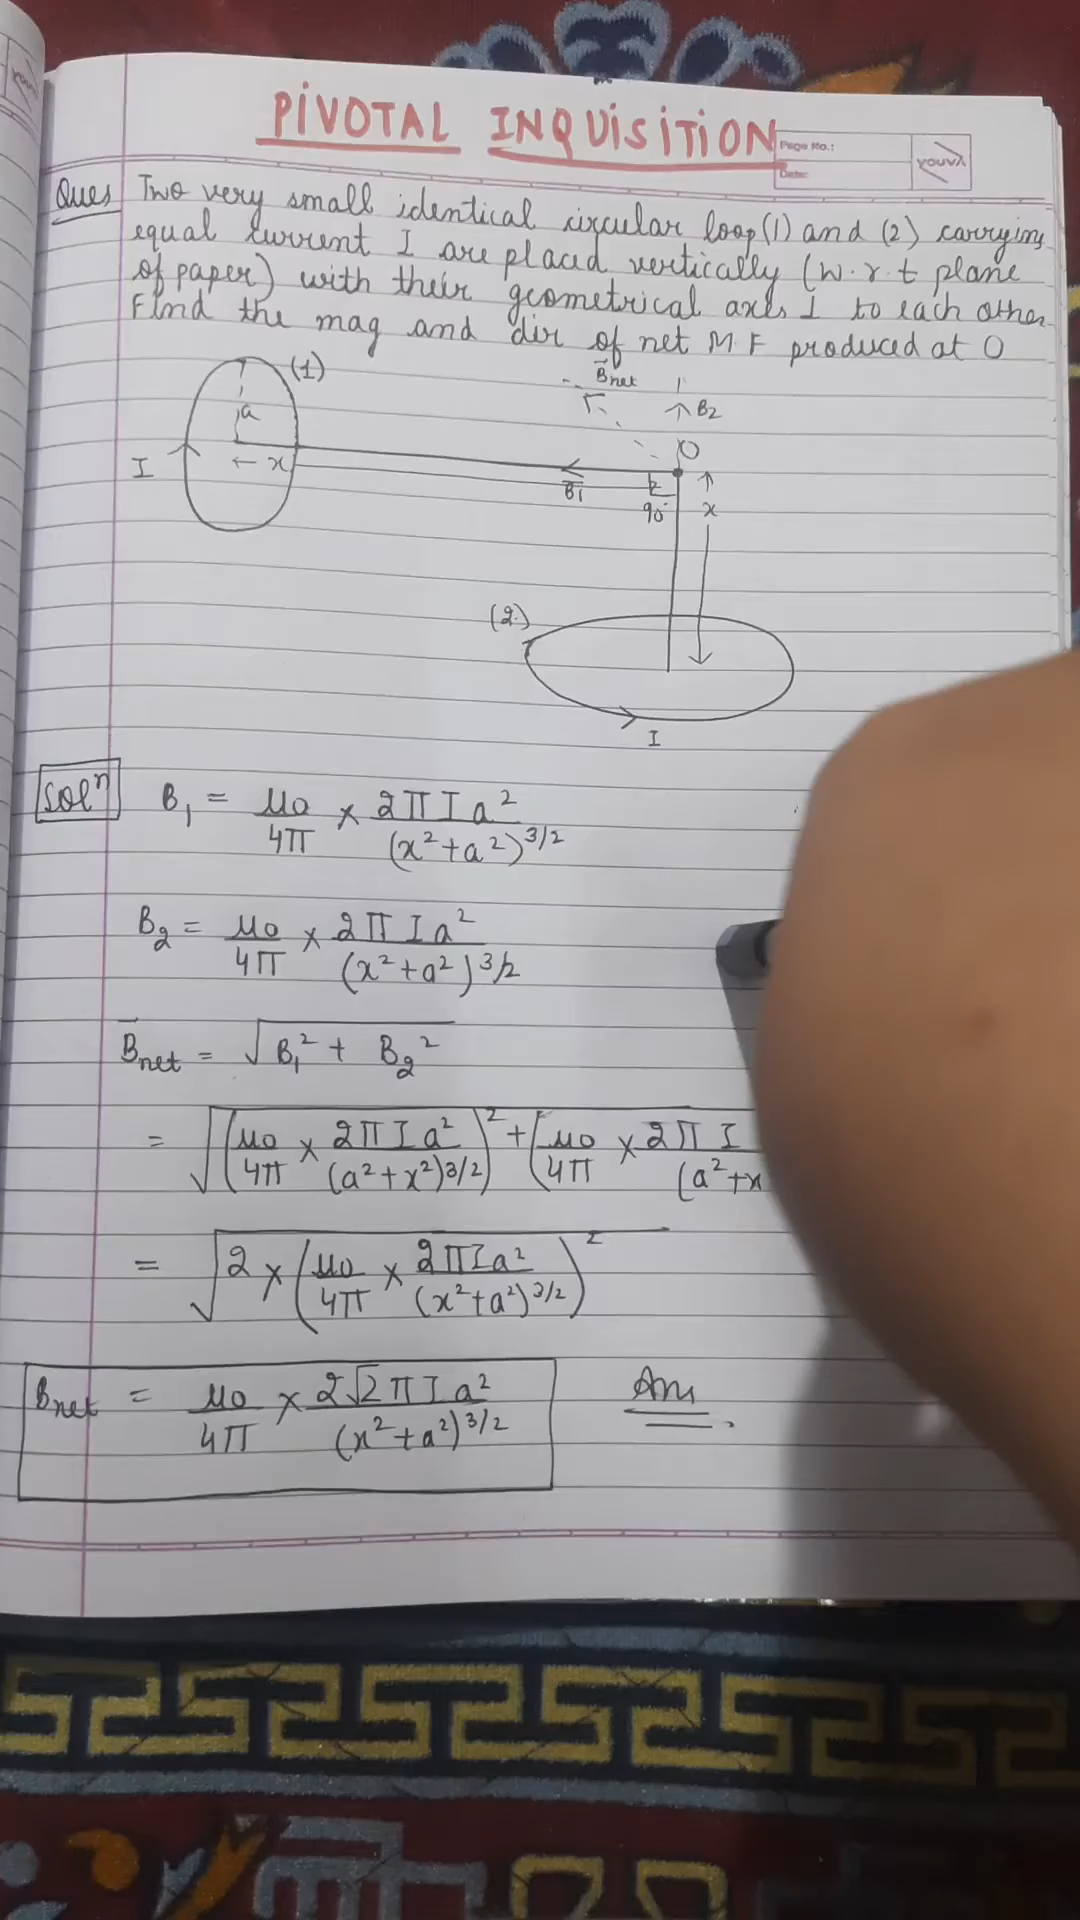 PIVOTAL INQUISITION
Page No.:
Date:
youva
Ques Two very small identical circular loop (1) and (2) carrying
equal current I are placed vertically (w.r.t plane
of paper) with their geometrical axes ⊥ to each other
Find the mag and dir of net M.F produced at O
(1)
B̅net
↑ B2
a
O
I
← x
B̅1
90°
↑
x
(2)
I
Solⁿ B₁ = μ0/4π × 2πIa²/(x²+a²)^3/2
B₂ = μ0/4π × 2πIa²/(x²+a²)^3/2
B̅net = √(B₁² + B₂²)
= √((μ0/4π × 2πIa²/(a²+x²)^3/2)² + (μ0/4π × 2πI/(a²+x
= √(2 × (μ0/4π × 2πIa²/(x²+a²)^3/2)²)
Bnet = μ0/4π × 2√2πIa²/(x²+a²)^3/2 Ans